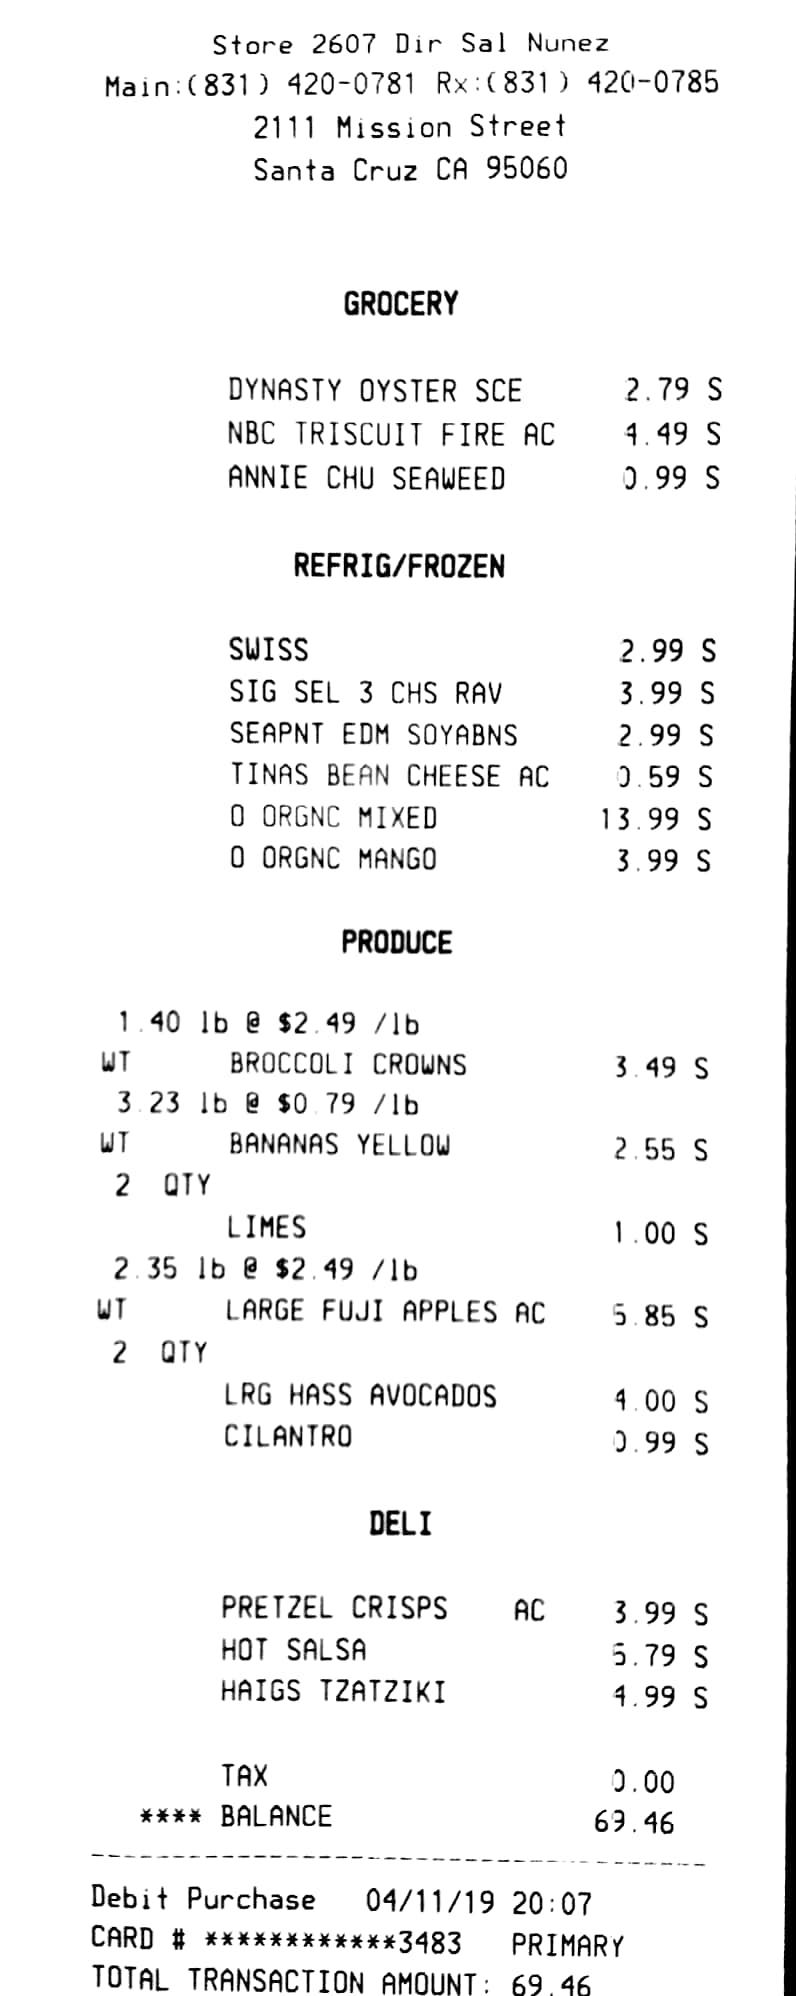 Store 2607 Dir Sal Nunez
Main:(831) 420-0781 Rx:(831) 420-0785
2111 Mission Street
Santa Cruz CA 95060
GROCERY
DYNASTY OYSTER SCE 2.79 S
NBC TRISCUIT FIRE AC 4.49 S
ANNIE CHU SEAWEED 0.99 S
REFRIG/FROZEN
SWISS 2.99 S
SIG SEL 3 CHS RAV 3.99 S
SEAPNT EDM SOYABNS 2.99 S
TINAS BEAN CHEESE AC 0.59 S
O ORGNC MIXED 13.99 S
O ORGNC MANGO 3.99 S
PRODUCE
1.40 lb @ $2.49 /lb
WT BROCCOLI CROWNS 3.49 S
3.23 lb @ $0.79 /lb
WT BANANAS YELLOW 2.55 S
2 QTY
LIMES 1.00 S
2.35 lb @ $2.49 /lb
WT LARGE FUJI APPLES AC 5.85 S
2 QTY
LRG HASS AVOCADOS 4.00 S
CILANTRO 0.99 S
DELI
PRETZEL CRISPS AC 3.99 S
HOT SALSA 5.79 S
HAIGS TZATZIKI 4.99 S
TAX 0.00
**** BALANCE 69.46
Debit Purchase 04/11/19 20:07
CARD # ************3483 PRIMARY
TOTAL TRANSACTION AMOUNT: 69.46